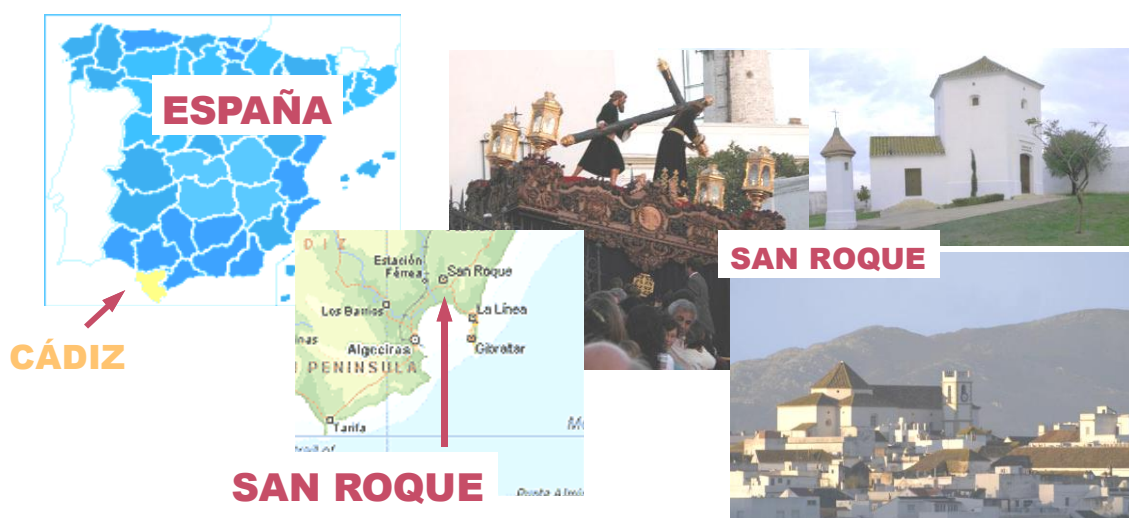 ESPAÑA
CÁDIZ
DIZ
Estación
Férrea
San Roque
Los Barrios
La Línea
Algeciras
Gibraltar
PENINSULA
Tarifa
SAN ROQUE
SAN ROQUE